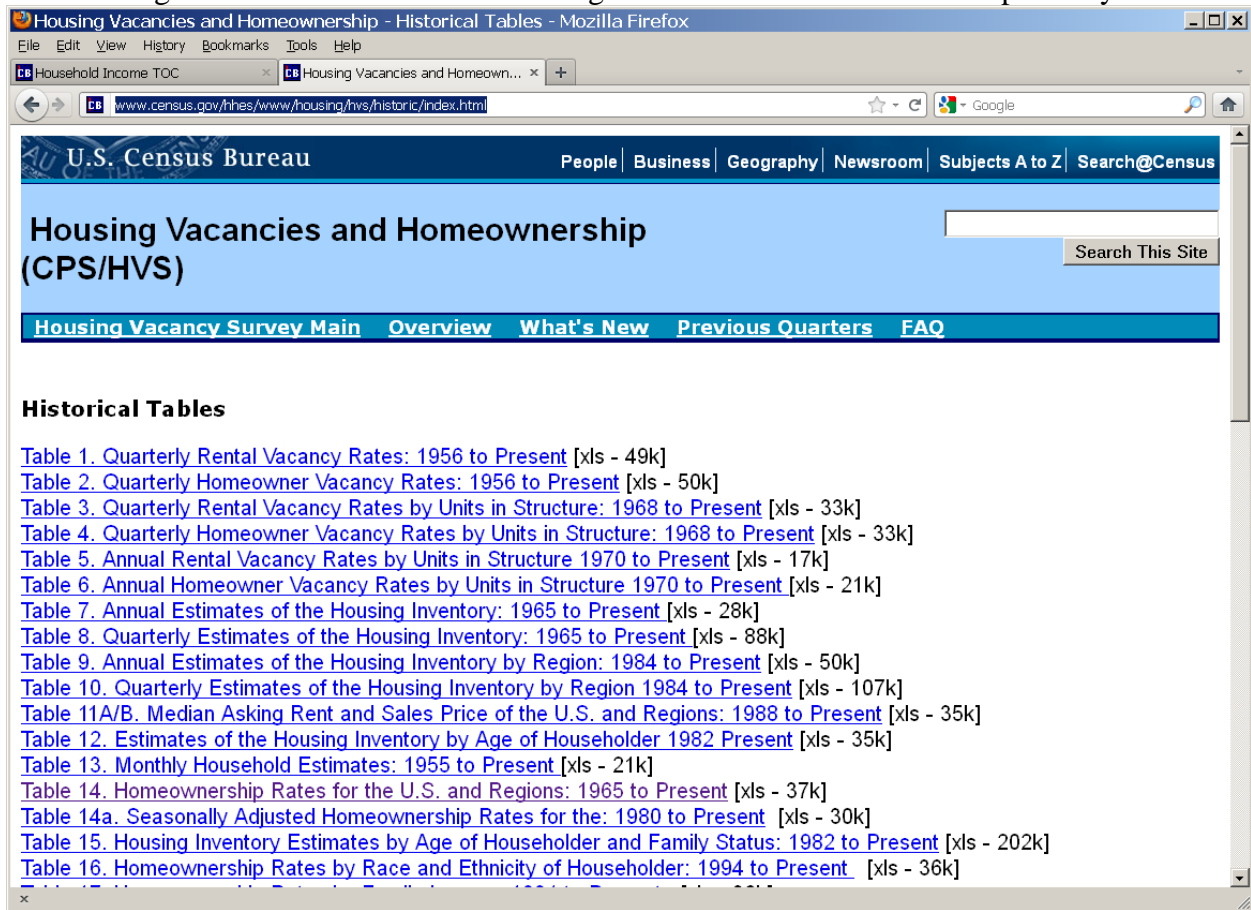 Housing Vacancies and Homeownership - Historical Tables - Mozilla Firefox
File Edit View History Bookmarks Tools Help
CB Household Income TOC × CB Housing Vacancies and Homeown... × +
CB www.census.gov/hhes/www/housing/hvs/historic/index.html Google
U.S. Census Bureau People | Business | Geography | Newsroom | Subjects A to Z | Search@Census
Housing Vacancies and Homeownership
(CPS/HVS)
Search This Site
Housing Vacancy Survey Main Overview What's New Previous Quarters FAQ
Historical Tables
Table 1. Quarterly Rental Vacancy Rates: 1956 to Present [xls - 49k]
Table 2. Quarterly Homeowner Vacancy Rates: 1956 to Present [xls - 50k]
Table 3. Quarterly Rental Vacancy Rates by Units in Structure: 1968 to Present [xls - 33k]
Table 4. Quarterly Homeowner Vacancy Rates by Units in Structure: 1968 to Present [xls - 33k]
Table 5. Annual Rental Vacancy Rates by Units in Structure 1970 to Present [xls - 17k]
Table 6. Annual Homeowner Vacancy Rates by Units in Structure 1970 to Present [xls - 21k]
Table 7. Annual Estimates of the Housing Inventory: 1965 to Present [xls - 28k]
Table 8. Quarterly Estimates of the Housing Inventory: 1965 to Present [xls - 88k]
Table 9. Annual Estimates of the Housing Inventory by Region: 1984 to Present [xls - 50k]
Table 10. Quarterly Estimates of the Housing Inventory by Region 1984 to Present [xls - 107k]
Table 11A/B. Median Asking Rent and Sales Price of the U.S. and Regions: 1988 to Present [xls - 35k]
Table 12. Estimates of the Housing Inventory by Age of Householder 1982 Present [xls - 35k]
Table 13. Monthly Household Estimates: 1955 to Present [xls - 21k]
Table 14. Homeownership Rates for the U.S. and Regions: 1965 to Present [xls - 37k]
Table 14a. Seasonally Adjusted Homeownership Rates for the: 1980 to Present [xls - 30k]
Table 15. Housing Inventory Estimates by Age of Householder and Family Status: 1982 to Present [xls - 202k]
Table 16. Homeownership Rates by Race and Ethnicity of Householder: 1994 to Present [xls - 36k]